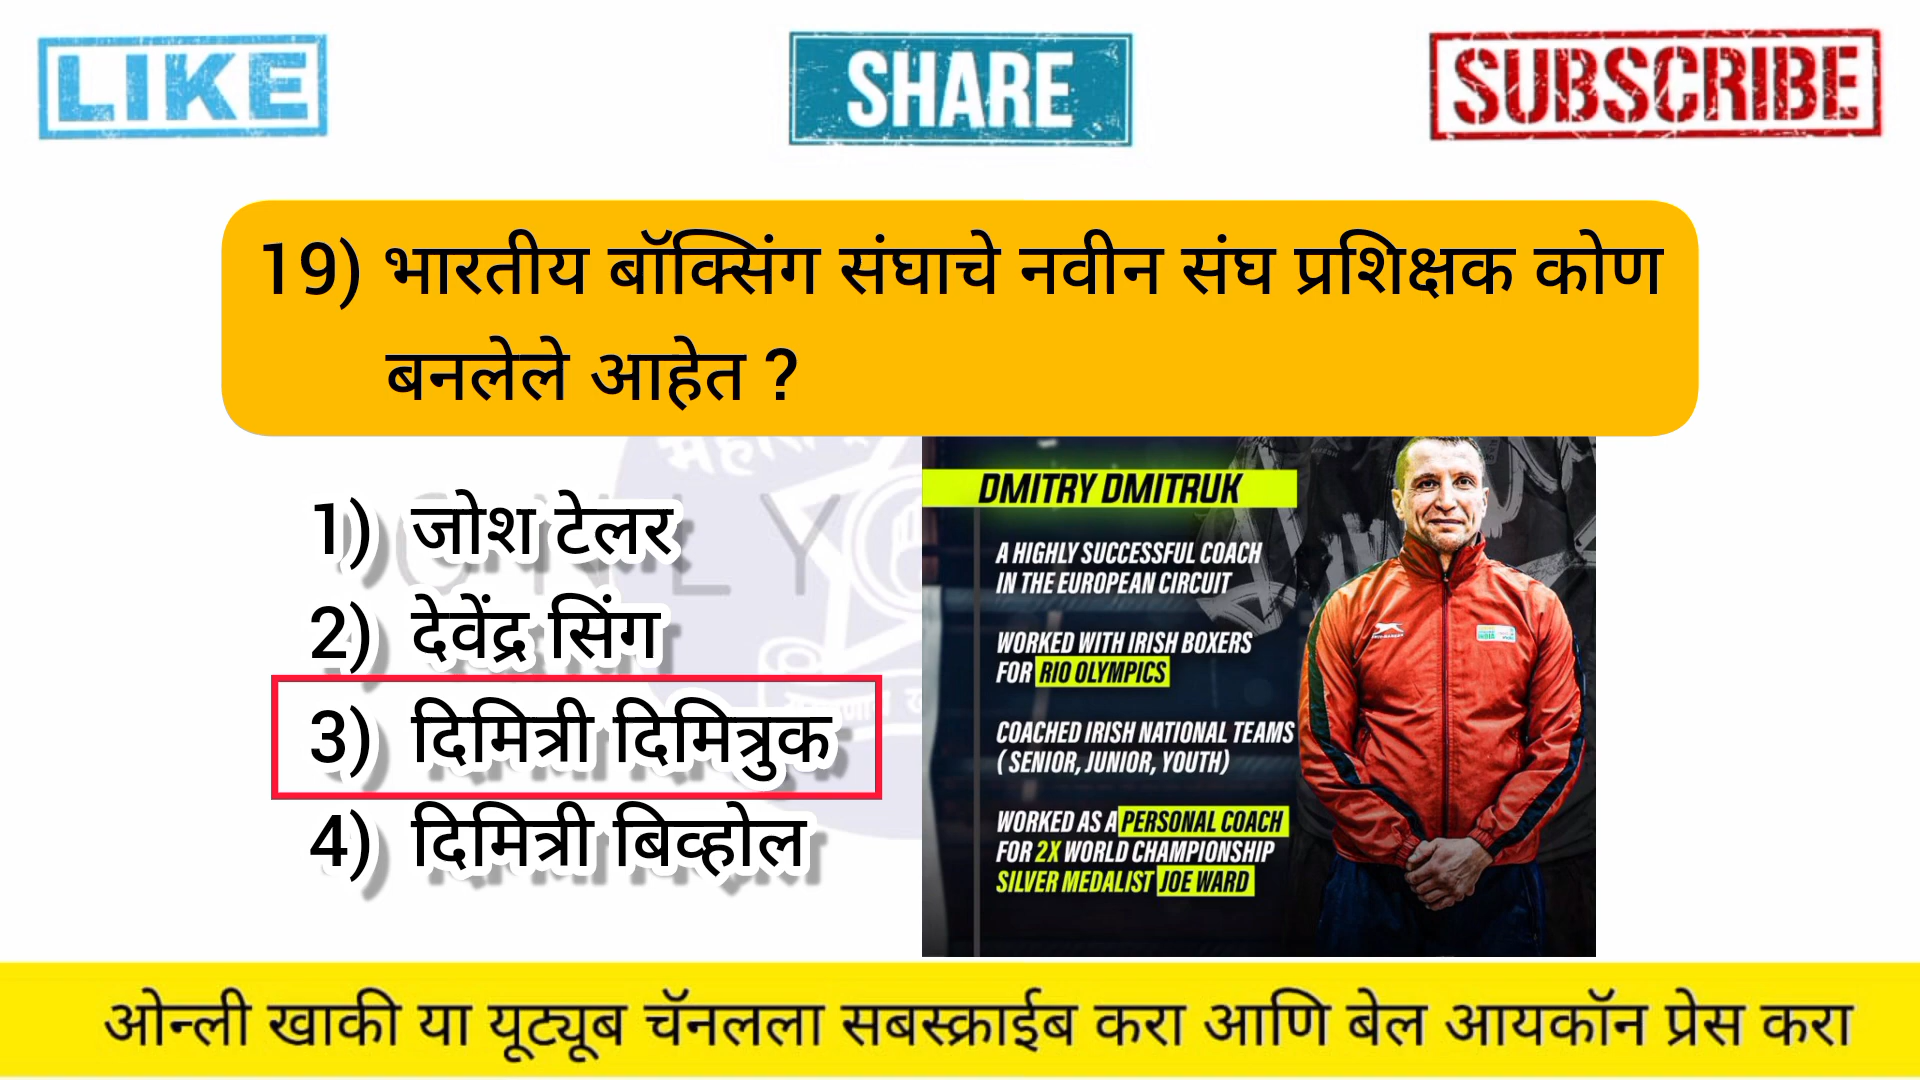 LIKE
SHARE
SUBSCRIBE
19) भारतीय बॉक्सिंग संघाचे नवीन संघ प्रशिक्षक कोण
बनलेले आहेत ?
1) जोश टेलर
2) देवेंद्र सिंग
3) दिमित्री दिमित्रुक
4) दिमित्री बिव्होल
DMITRY DMITRUK
A HIGHLY SUCCESSFUL COACH
IN THE EUROPEAN CIRCUIT
WORKED WITH IRISH BOXERS
FOR RIO OLYMPICS
COACHED IRISH NATIONAL TEAMS
( SENIOR, JUNIOR, YOUTH)
WORKED AS A PERSONAL COACH
FOR 2X WORLD CHAMPIONSHIP
SILVER MEDALIST JOE WARD
ONLY
ओन्ली खाकी या यूट्यूब चॅनलला सबस्क्राईब करा आणि बेल आयकॉन प्रेस करा